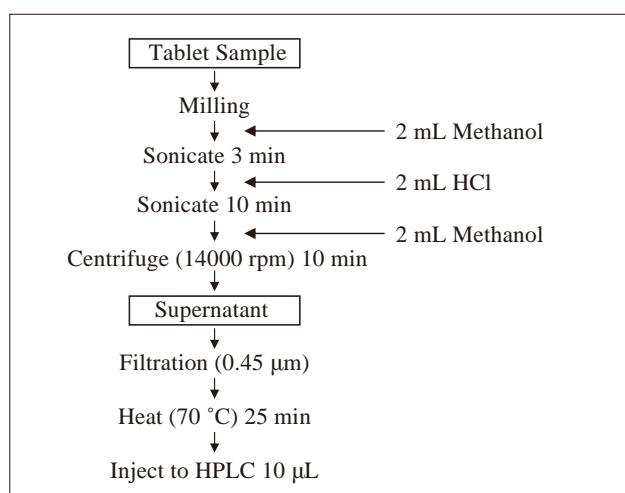 Tablet Sample
Milling
2 mL Methanol
Sonicate 3 min
2 mL HCl
Sonicate 10 min
2 mL Methanol
Centrifuge (14000 rpm) 10 min
Supernatant
Filtration (0.45 µm)
Heat (70 ˚C) 25 min
Inject to HPLC 10 µL